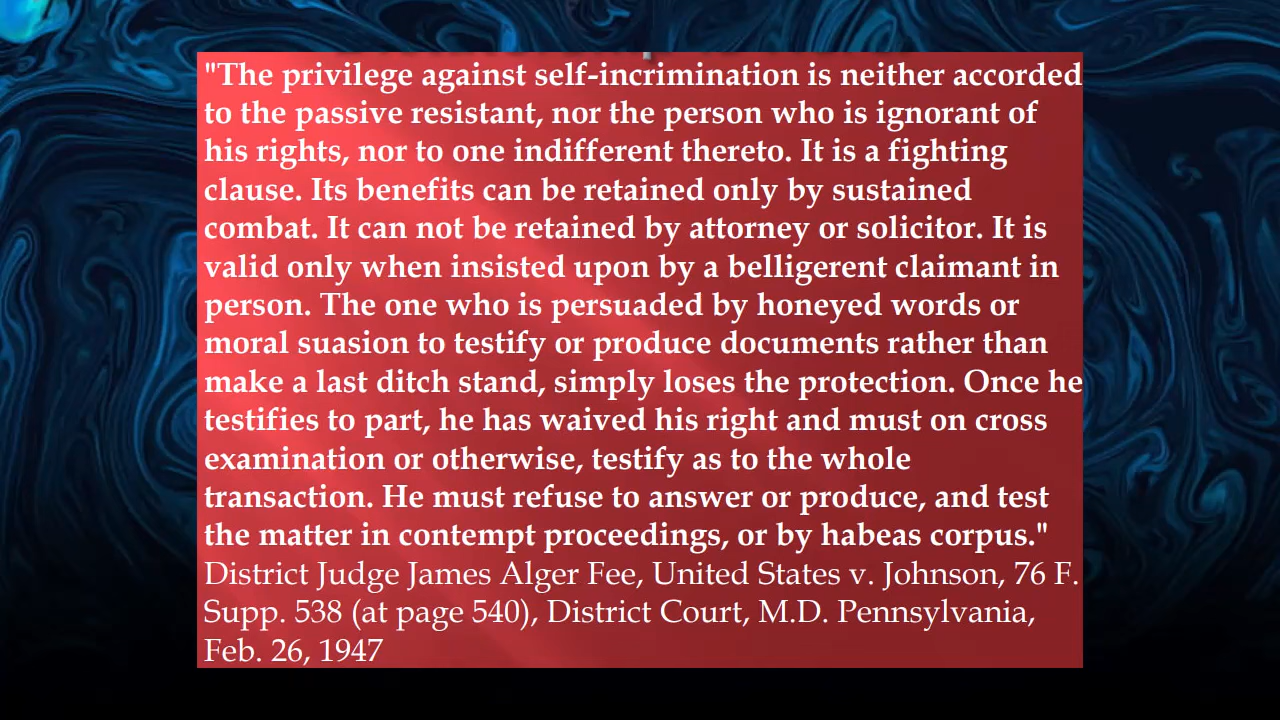 "The privilege against self-incrimination is neither accorded
to the passive resistant, nor the person who is ignorant of
his rights, nor to one indifferent thereto. It is a fighting
clause. Its benefits can be retained only by sustained
combat. It can not be retained by attorney or solicitor. It is
valid only when insisted upon by a belligerent claimant in
person. The one who is persuaded by honeyed words or
moral suasion to testify or produce documents rather than
make a last ditch stand, simply loses the protection. Once he
testifies to part, he has waived his right and must on cross
examination or otherwise, testify as to the whole
transaction. He must refuse to answer or produce, and test
the matter in contempt proceedings, or by habeas corpus."
District Judge James Alger Fee, United States v. Johnson, 76 F.
Supp. 538 (at page 540), District Court, M.D. Pennsylvania,
Feb. 26, 1947